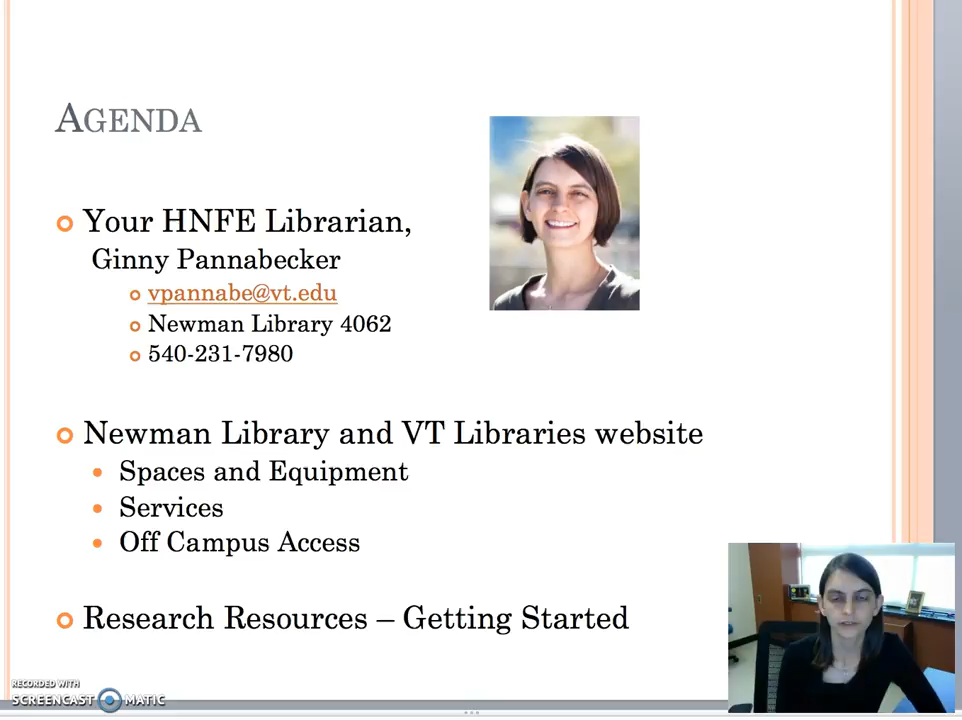 AGENDA
Your HNFE Librarian,
Ginny Pannabecker
vpannabe@vt.edu
Newman Library 4062
540-231-7980
Newman Library and VT Libraries website
Spaces and Equipment
Services
Off Campus Access
Research Resources – Getting Started
RECORDED WITH
SCREENCAST MATIC